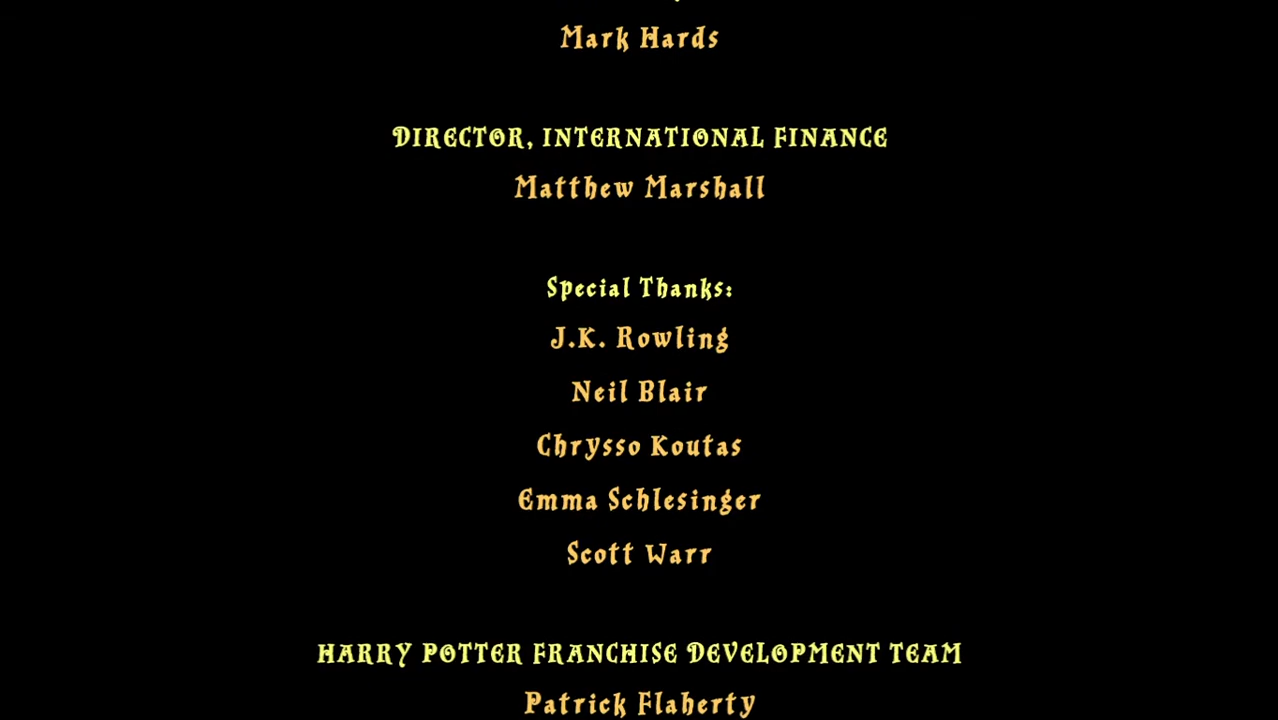 Mark Hards
DIRECTOR, INTERNATIONAL FINANCE
Matthew Marshall
Special Thanks:
J.K. Rowling
Neil Blair
Chrysso Koutas
Emma Schlesinger
Scott Warr
HARRY POTTER FRANCHISE DEVELOPMENT TEAM
Patrick Flaherty